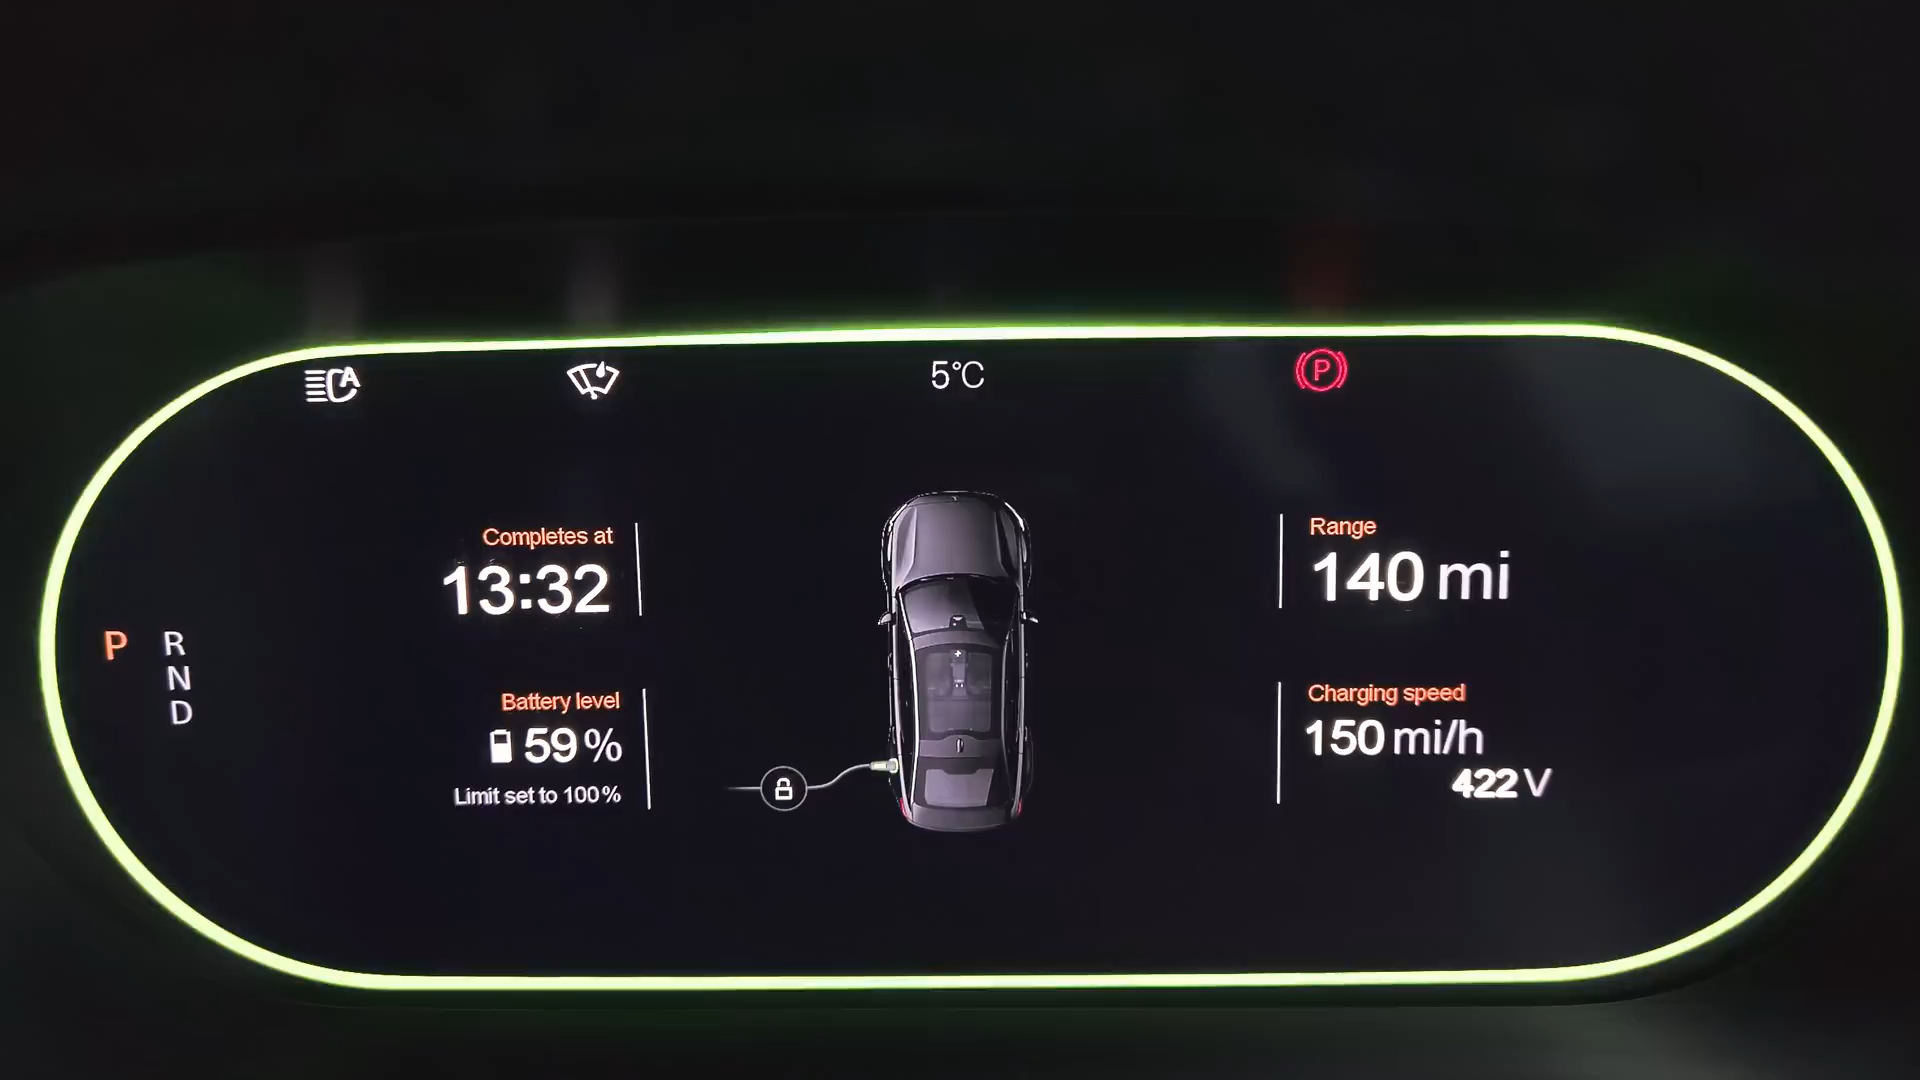 A
5°C
P
Completes at
13:32
Range
140 mi
P R
N
D
Battery level
59%
Limit set to 100%
Charging speed
150 mi/h
422 V